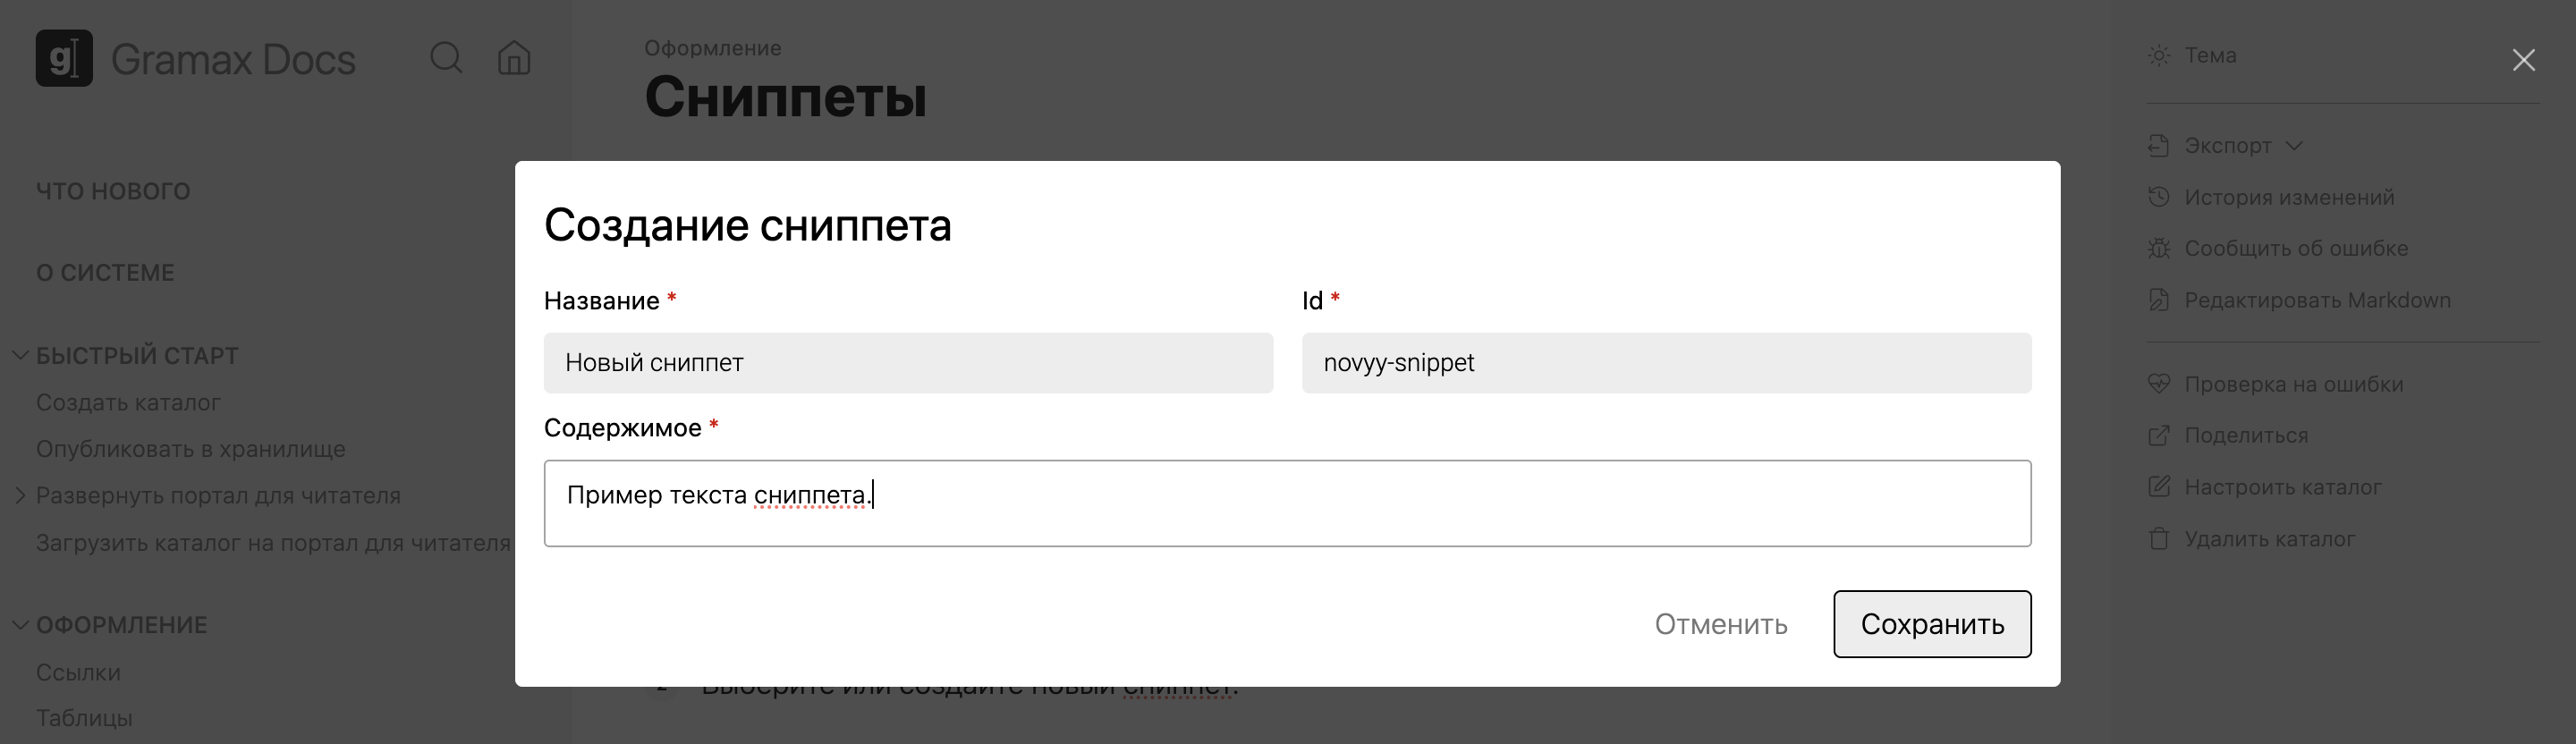 Gramax Docs
ЧТО НОВОГО
О СИСТЕМЕ
БЫСТРЫЙ СТАРТ
Создать каталог
Опубликовать в хранилище
Развернуть портал для читателя
Загрузить каталог на портал для читателя
ОФОРМЛЕНИЕ
Ссылки
Таблицы
Оформление
Сниппеты
Создание сниппета
Название *
Id *
Новый сниппет
novyy-snippet
Содержимое *
Пример текста сниппета.
Отменить
Сохранить
2 Выберите или создайте новый сниппет.
Тема
Экспорт
История изменений
Сообщить об ошибке
Редактировать Markdown
Проверка на ошибки
Поделиться
Настроить каталог
Удалить каталог